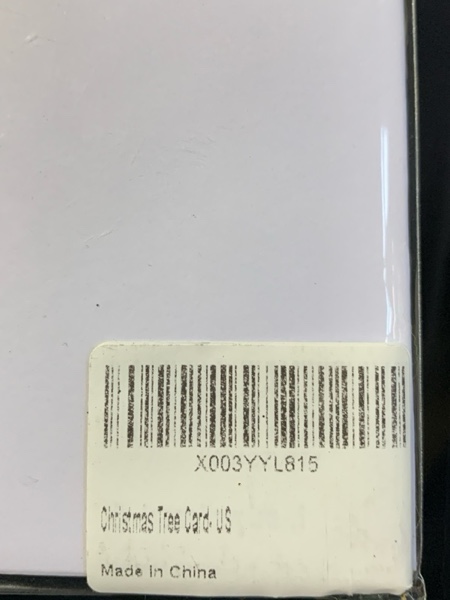 X003YYL815
Christmas Tree Card- US
Made In China